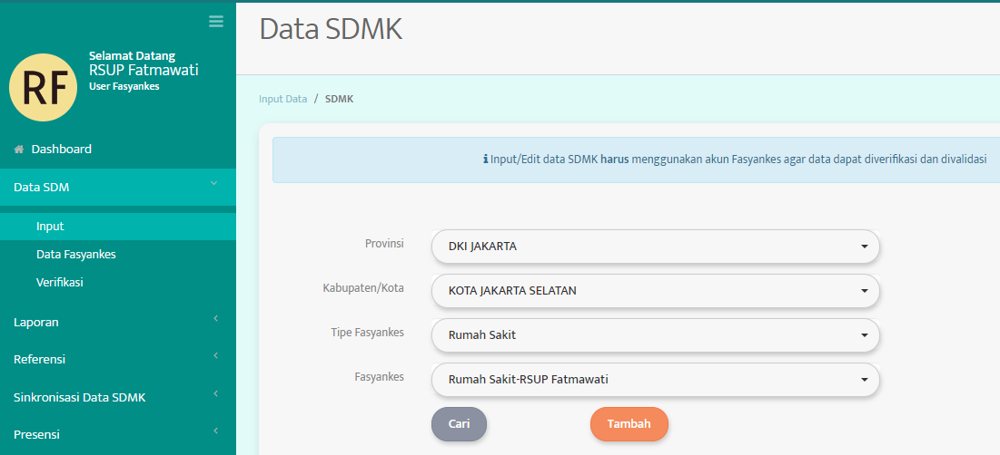 Data SDMK
Selamat Datang
RSUP Fatmawati
User Fasyankes
RF
Dashboard
Data SDM
Input
Data Fasyankes
Verifikasi
Laporan
Referensi
Sinkronisasi Data SDMK
Presensi
Input Data / SDMK
Input/Edit data SDMK harus menggunakan akun Fasyankes agar data dapat diverifikasi dan divalidasi
Provinsi
DKI JAKARTA
Kabupaten/Kota
KOTA JAKARTA SELATAN
Tipe Fasyankes
Rumah Sakit
Fasyankes
Rumah Sakit-RSUP Fatmawati
Cari
Tambah